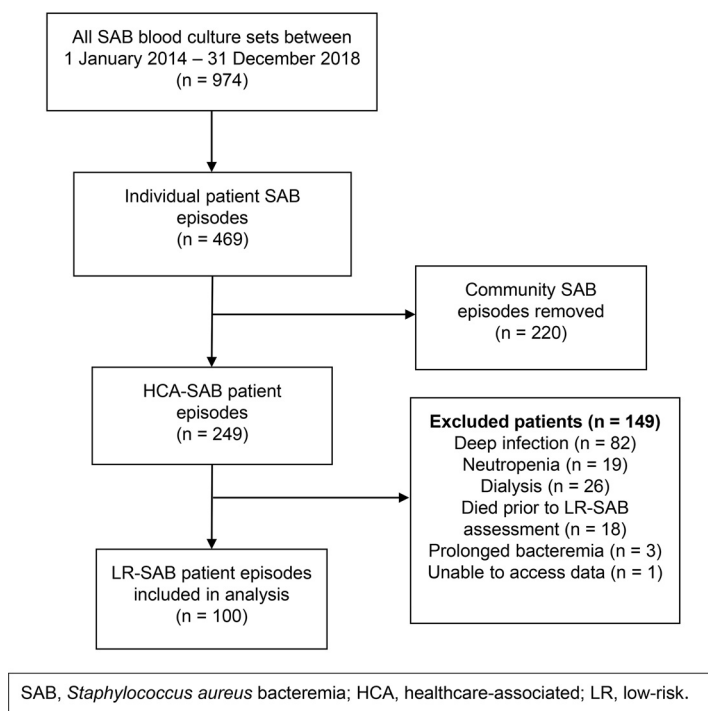 All SAB blood culture sets between
1 January 2014 – 31 December 2018
(n = 974)
Individual patient SAB
episodes
(n = 469)
Community SAB
episodes removed
(n = 220)
HCA-SAB patient
episodes
(n = 249)
Excluded patients (n = 149)
Deep infection (n = 82)
Neutropenia (n = 19)
Dialysis (n = 26)
Died prior to LR-SAB
assessment (n = 18)
Prolonged bacteremia (n = 3)
Unable to access data (n = 1)
LR-SAB patient episodes
included in analysis
(n = 100)
SAB, Staphylococcus aureus bacteremia; HCA, healthcare-associated; LR, low-risk.